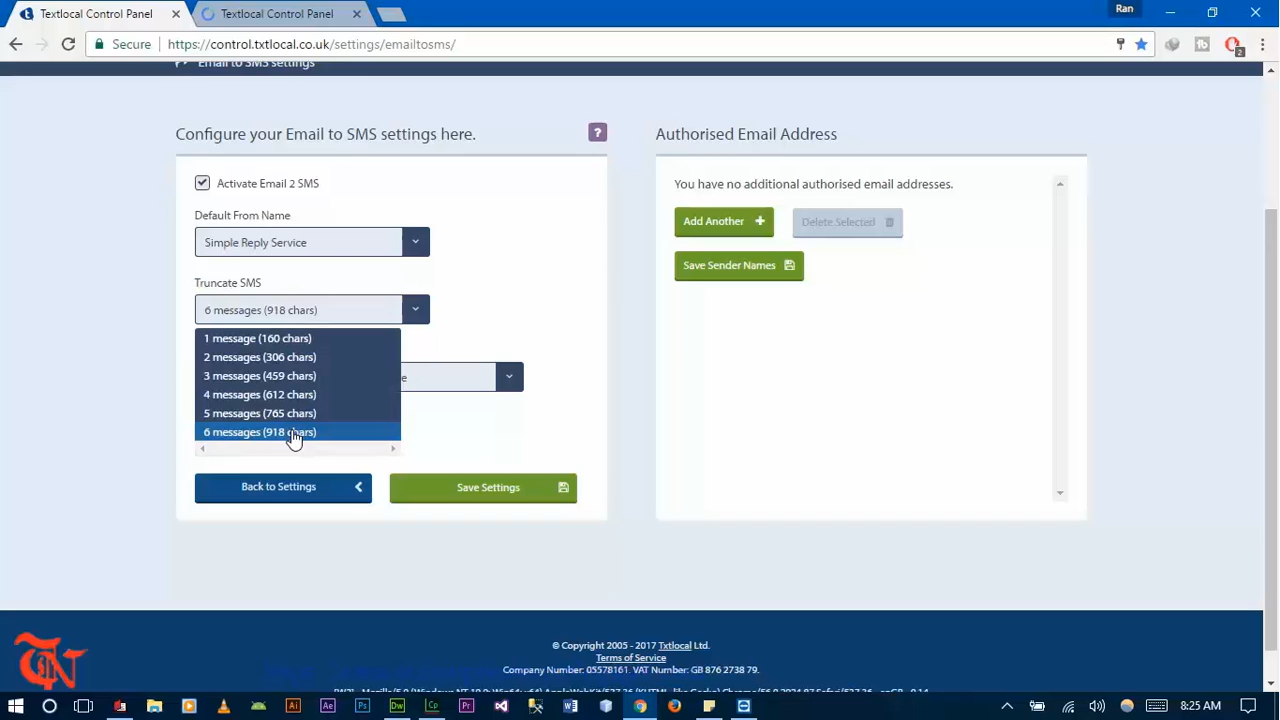 Textlocal Control Panel
Textlocal Control Panel
Ran
Secure
https://control.txtlocal.co.uk/settings/emailtosms/
2
Email to SMS settings
Configure your Email to SMS settings here.
?
Authorised Email Address
Activate Email 2 SMS
You have no additional authorised email addresses.
Default From Name
Add Another
Delete Selected
Simple Reply Service
Save Sender Names
Truncate SMS
6 messages (918 chars)
1 message (160 chars)
2 messages (306 chars)
3 messages (459 chars)
4 messages (612 chars)
5 messages (765 chars)
6 messages (918 chars)
Back to Settings
Save Settings
© Copyright 2005 - 2017 Txtlocal Ltd.
Terms of Service
Company Number: 05578161. VAT Number: GB 876 2738 79.
8:25 AM